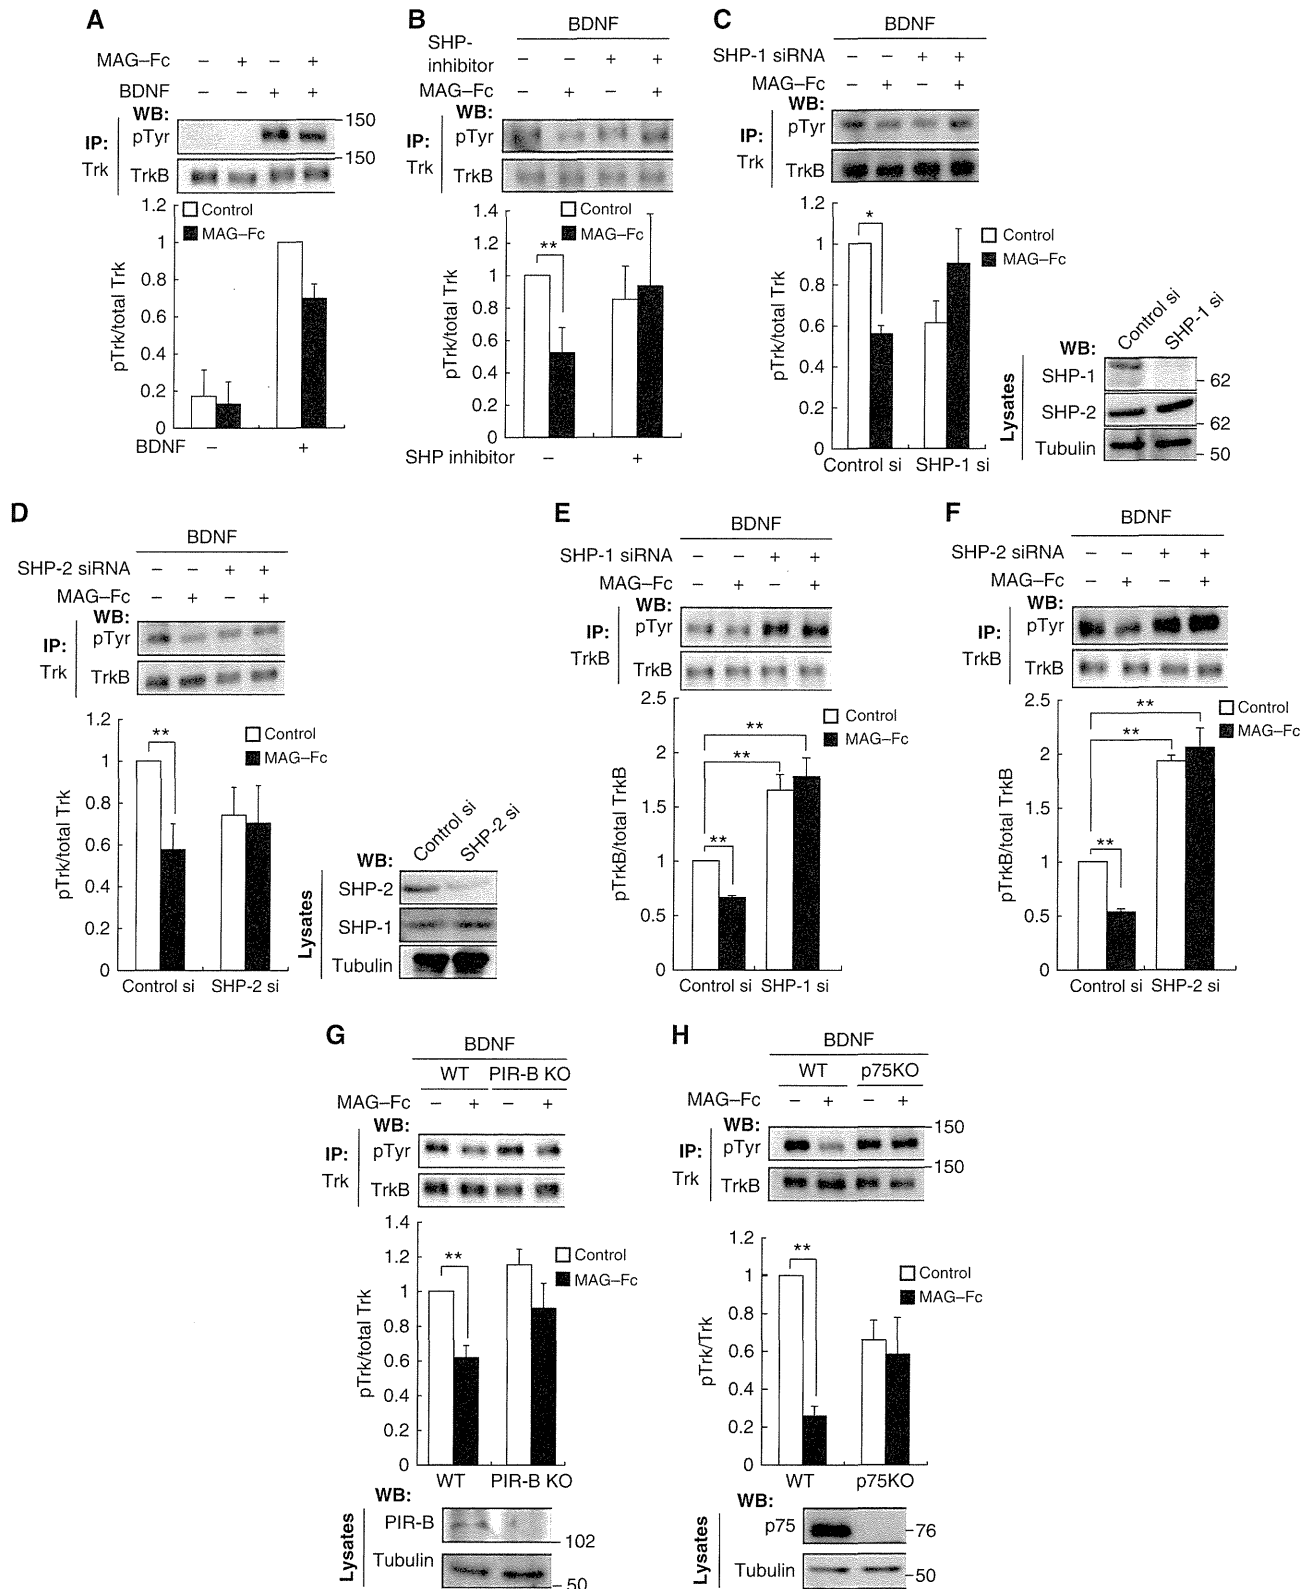 A
MAG–Fc – + – +
BDNF – – + +
WB:
IP:
Trk
pTyr
TrkB
150
150
pTrk/total Trk
1.2
1
0.8
0.6
0.4
0.2
0
Control
MAG–Fc
BDNF – +
B
BDNF
SHP-
inhibitor – – + +
MAG–Fc – + – +
WB:
IP:
Trk
pTyr
TrkB
pTrk/total Trk
1.4
1.2
1
0.8
0.6
0.4
0.2
0
Control
MAG–Fc
**
SHP inhibitor – +
C
BDNF
SHP-1 siRNA – – + +
MAG–Fc – + – +
WB:
IP:
Trk
pTyr
TrkB
pTrk/total Trk
1.2
1
0.8
0.6
0.4
0.2
0
*
Control
MAG–Fc
Control si SHP-1 si
Control si SHP-1 si
WB:
Lysates
SHP-1
62
SHP-2
62
Tubulin
50
D
BDNF
SHP-2 siRNA – – + +
MAG–Fc – + – +
WB:
IP:
Trk
pTyr
TrkB
pTrk/total Trk
1.2
1
0.8
0.6
0.4
0.2
0
**
Control
MAG–Fc
Control si SHP-2 si
Control si SHP-2 si
WB:
Lysates
SHP-2
SHP-1
Tubulin
E
BDNF
SHP-1 siRNA – – + +
MAG–Fc – + – +
WB:
IP:
TrkB
pTyr
TrkB
pTrkB/total TrkB
2.5
2
1.5
1
0.5
0
**
**
**
Control
MAG–Fc
Control si SHP-1 si
F
BDNF
SHP-2 siRNA – – + +
MAG–Fc – + – +
WB:
IP:
TrkB
pTyr
TrkB
pTrkB/total TrkB
2.5
2
1.5
1
0.5
0
**
**
**
Control
MAG–Fc
Control si SHP-2 si
G
BDNF
WT PIR-B KO
MAG–Fc – + – +
WB:
IP:
Trk
pTyr
TrkB
pTrk/total Trk
1.4
1.2
1
0.8
0.6
0.4
0.2
0
**
Control
MAG–Fc
WT PIR-B KO
WB:
Lysates
PIR-B
102
Tubulin
50
H
BDNF
WT p75KO
MAG–Fc – + – +
WB:
IP:
Trk
pTyr
TrkB
150
150
pTrk/Trk
1.2
1
0.8
0.6
0.4
0.2
0
**
Control
MAG–Fc
WT p75KO
WB:
Lysates
p75
76
Tubulin
50